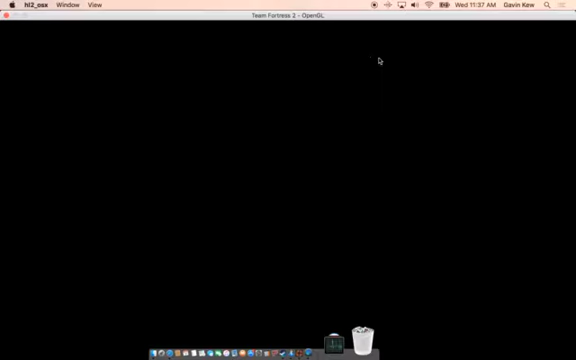 hl2_osx Window View Wed 11:37 AM Gavin Kew
Team Fortress 2 - OpenGL